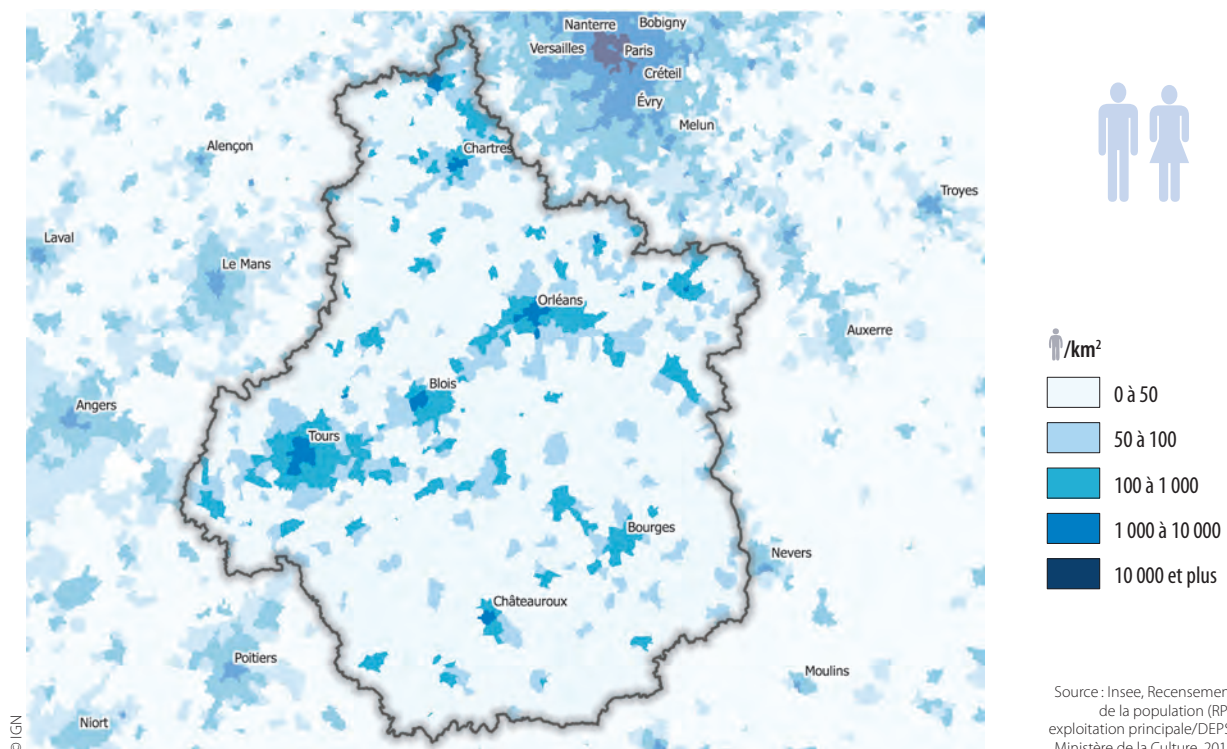 Nanterre
Bobigny
Versailles
Paris
Créteil
Évry
Melun
Alençon
Chartres
Troyes
Laval
Le Mans
Orléans
Auxerre
Blois
Angers
Tours
Bourges
Nevers
Châteauroux
Poitiers
Moulins
Niort
© IGN
/km²
0 à 50
50 à 100
100 à 1 000
1 000 à 10 000
10 000 et plus
Source : Insee, Recensemen
de la population (RP
exploitation principale/DEPS
Ministère de la Culture, 201